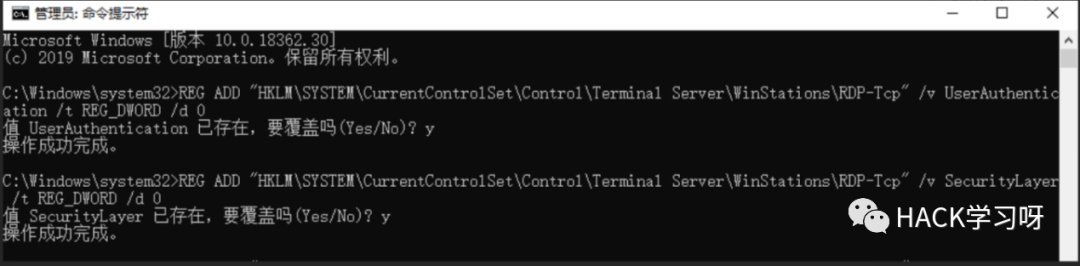 管理员: 命令提示符
Microsoft Windows [版本 10.0.18362.30]
(c) 2019 Microsoft Corporation。保留所有权利。
C:\Windows\system32>REG ADD "HKLM\SYSTEM\CurrentControlSet\Control\Terminal Server\WinStations\RDP-Tcp" /v UserAuthentic
ation /t REG_DWORD /d 0
值 UserAuthentication 已存在，要覆盖吗(Yes/No)? y
操作成功完成。
C:\Windows\system32>REG ADD "HKLM\SYSTEM\CurrentControlSet\Control\Terminal Server\WinStations\RDP-Tcp" /v SecurityLayer
/t REG_DWORD /d 0
值 SecurityLayer 已存在，要覆盖吗(Yes/No)? y
操作成功完成。
HACK学习呀